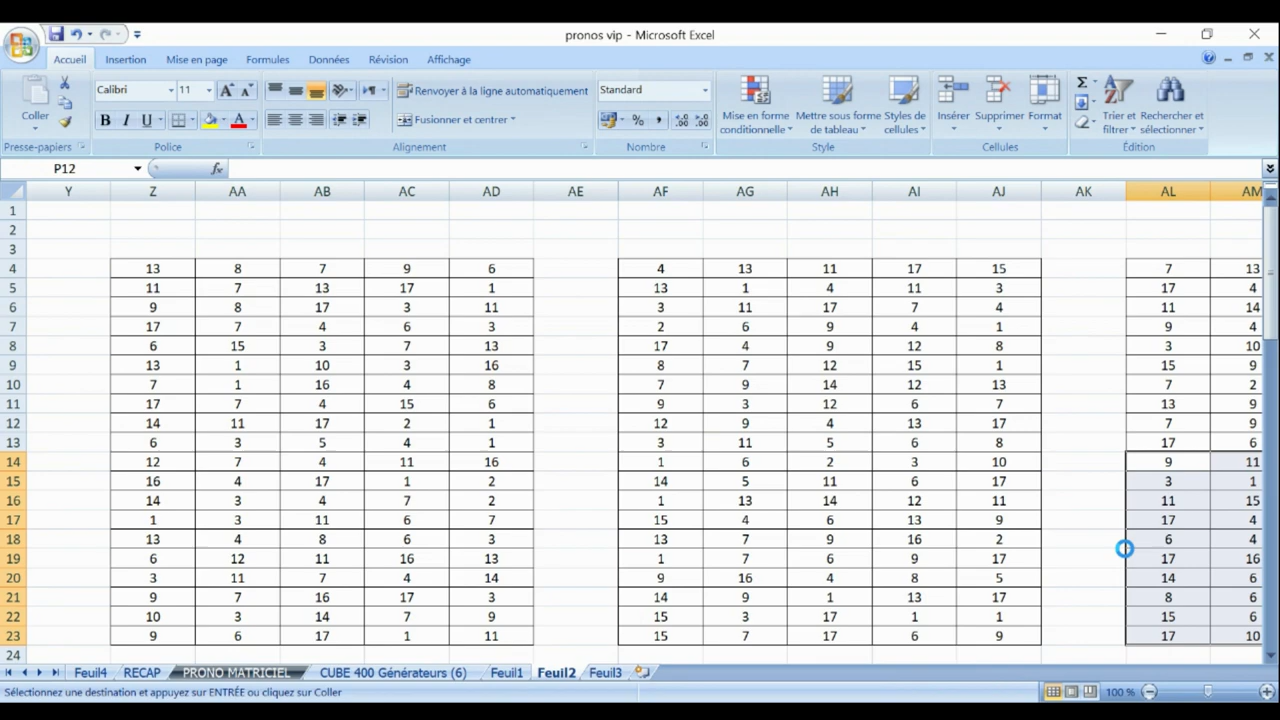 pronos vip - Microsoft Excel
Accueil Insertion Mise en page Formules Données Révision Affichage
Calibri 11 Renvoyer à la ligne automatiquement Standard
Coller Fusionner et centrer Mise en forme conditionnelle Mettre sous forme de tableau Styles de cellules Insérer Supprimer Format Trier et filtrer Rechercher et sélectionner
Presse-papiers Police Alignement Nombre Style Cellules Édition
P12 fx
Y Z AA AB AC AD AE AF AG AH AI AJ AK AL AM
1
2
3
4 13 8 7 9 6 4 13 11 17 15 7 13
5 11 7 13 17 1 13 1 4 11 3 17 4
6 9 8 17 3 11 3 11 17 7 4 11 14
7 17 7 4 6 3 2 6 9 4 1 9 4
8 6 15 3 7 13 17 4 9 12 8 3 10
9 13 1 10 3 16 8 7 12 15 1 15 9
10 7 1 16 4 8 7 9 14 12 13 7 2
11 17 7 4 15 6 9 3 12 6 7 13 9
12 14 11 17 2 1 12 9 4 13 17 7 9
13 6 3 5 4 1 3 11 5 6 8 17 6
14 12 7 4 11 16 1 6 2 3 10 9 11
15 16 4 17 1 2 14 5 11 6 17 3 1
16 14 3 4 7 2 1 13 14 12 11 11 15
17 1 3 11 6 7 15 4 6 13 9 17 4
18 13 4 8 6 3 13 7 9 16 2 6 4
19 6 12 11 16 13 1 7 6 9 17 17 16
20 3 11 7 4 14 9 16 4 8 5 14 6
21 9 7 16 17 3 14 9 1 13 17 8 6
22 10 3 14 7 9 15 3 17 1 1 15 6
23 9 6 17 1 11 15 7 17 6 9 17 10
24
Feuil4 RECAP PRONO MATRICIEL CUBE 400 Générateurs (6) Feuil1 Feuil2 Feuil3
Sélectionnez une destination et appuyez sur ENTRÉE ou cliquez sur Coller 100 %